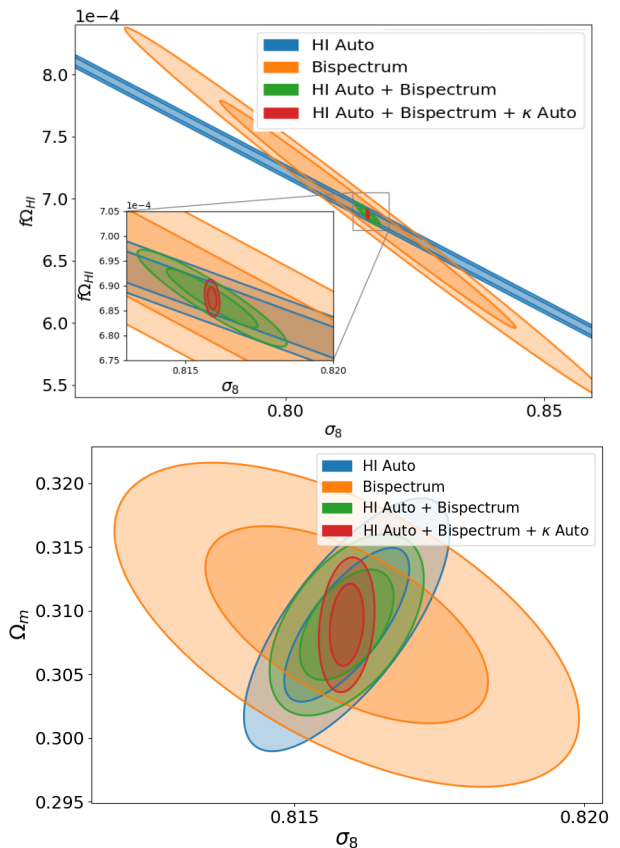 1e−4
HI Auto
Bispectrum
HI Auto + Bispectrum
HI Auto + Bispectrum + κ Auto
8.0
7.5
7.0
6.5
6.0
5.5
fΩHI
0.80
0.85
σ8
1e−4
7.05
7.00
6.95
6.90
6.85
6.80
6.75
fΩHI
0.815
0.820
σ8
HI Auto
Bispectrum
HI Auto + Bispectrum
HI Auto + Bispectrum + κ Auto
0.320
0.315
0.310
0.305
0.300
0.295
Ωm
0.815
0.820
σ8